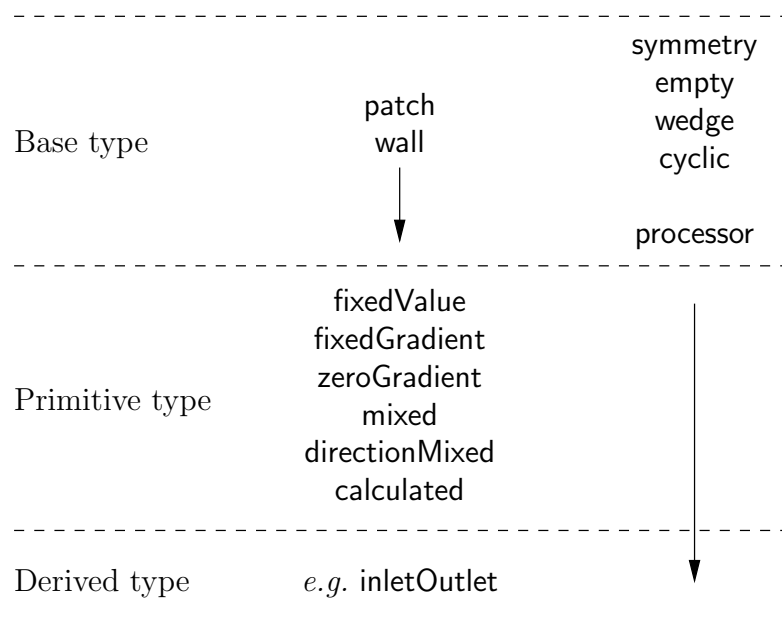 symmetry
empty
patch
wedge
Base type
wall
cyclic
processor
fixedValue
fixedGradient
zeroGradient
Primitive type
mixed
directionMixed
calculated
Derived type
e.g. inletOutlet